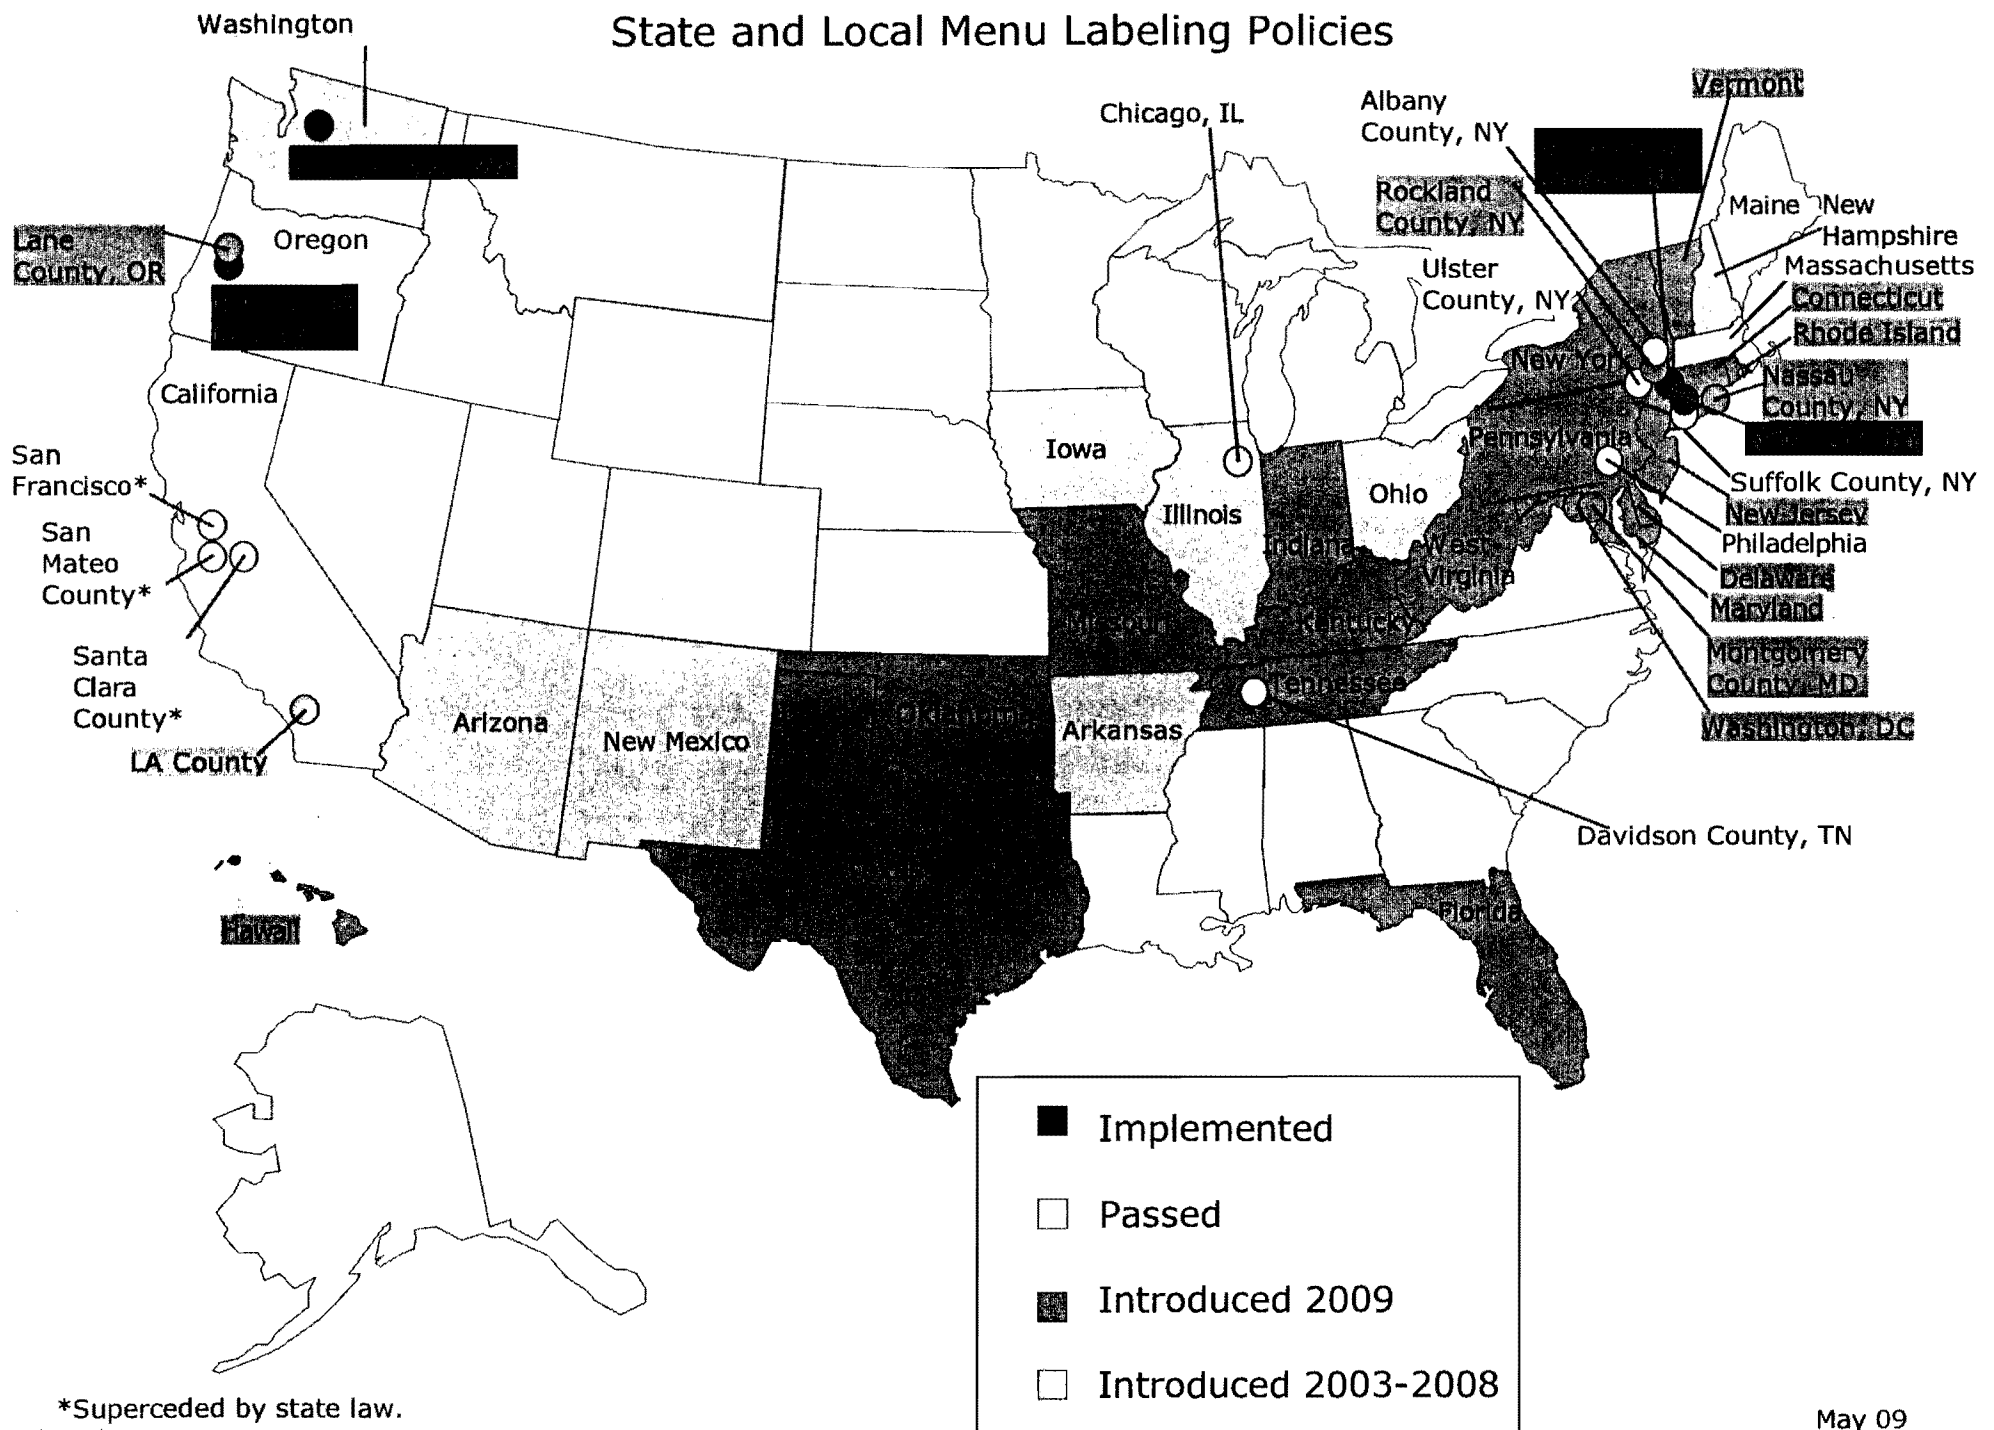 State and Local Menu Labeling Policies
Washington
Lane
County, OR
Oregon
California
San
Francisco*
San
Mateo
County*
Santa
Clara
County*
LA County
Arizona
New Mexico
Oklahoma
Arkansas
Iowa
Illinois
Missouri
Indiana
Ohio
Kentucky
West
Virginia
Tennessee
Florida
Hawaii
Chicago, IL
Albany
County, NY
Rockland
County, NY
Ulster
County, NY
Vermont
Maine
New
Hampshire
Massachusetts
Connecticut
Rhode Island
New York
Nassau
County, NY
Pennsylvania
Suffolk County, NY
New Jersey
Philadelphia
Delaware
Maryland
Montgomery
County, MD
Washington, DC
Davidson County, TN
Implemented
Passed
Introduced 2009
Introduced 2003-2008
*Superceded by state law.
May 09